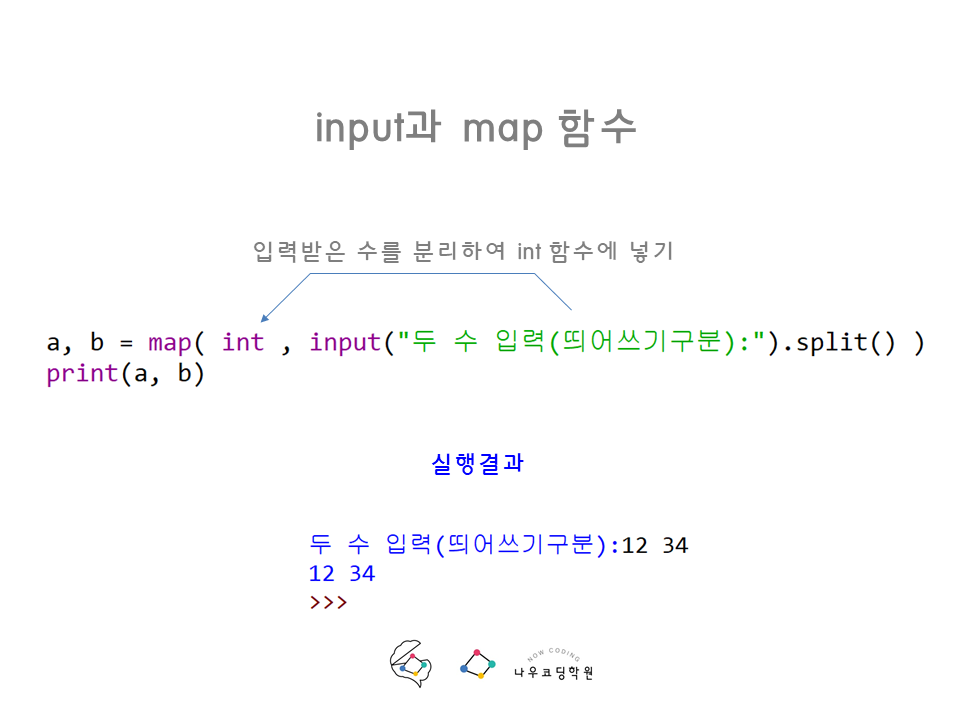 input과 map 함수
입력받은 수를 분리하여 int 함수에 넣기
a, b = map( int , input("두 수 입력(띄어쓰기구분):").split() )
print(a, b)
실행결과
두 수 입력(띄어쓰기구분):12 34
12 34
>>>
NOW CODING
나우코딩학원